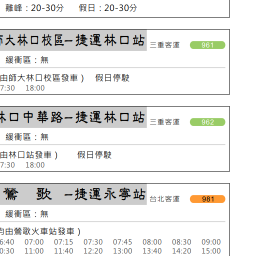 離峰：20-30分　假日：20-30分
師大林口校區─捷運林口站 三重客運 961
緩衝區：無
由師大林口校區發車）　假日停駛
7:30 18:00
林口中華路─捷運林口站 三重客運 962
緩衝區：無
由林口站發車）　假日停駛
7:30 18:00
鶯歌─捷運永寧站 台北客運 981
緩衝區：無
均由鶯歌火車站發車）
6:40 07:00 07:15 07:30 07:45 08:00 08:30 09:00
0:30 11:00 11:40 12:20 13:00 13:40 14:20 15:00